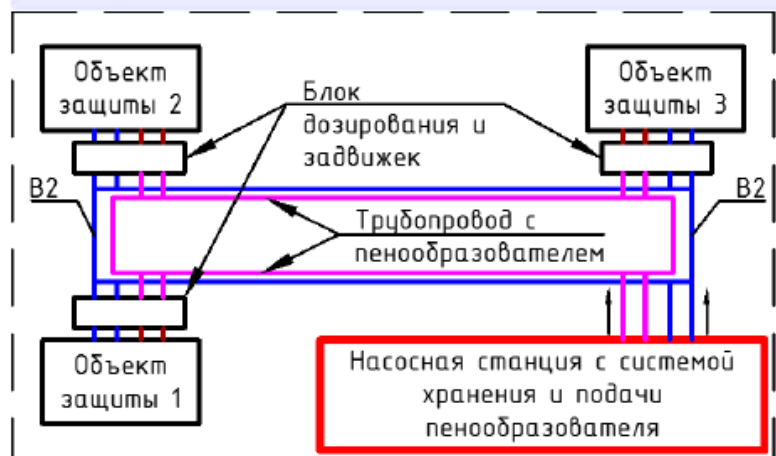 Объект
защиты 2
Объект
защиты 3
Блок
дозирования и
задвижек
В2
В2
Трубопровод с
пенообразователем
Объект
защиты 1
Насосная станция с системой
хранения и подачи
пенообразователя